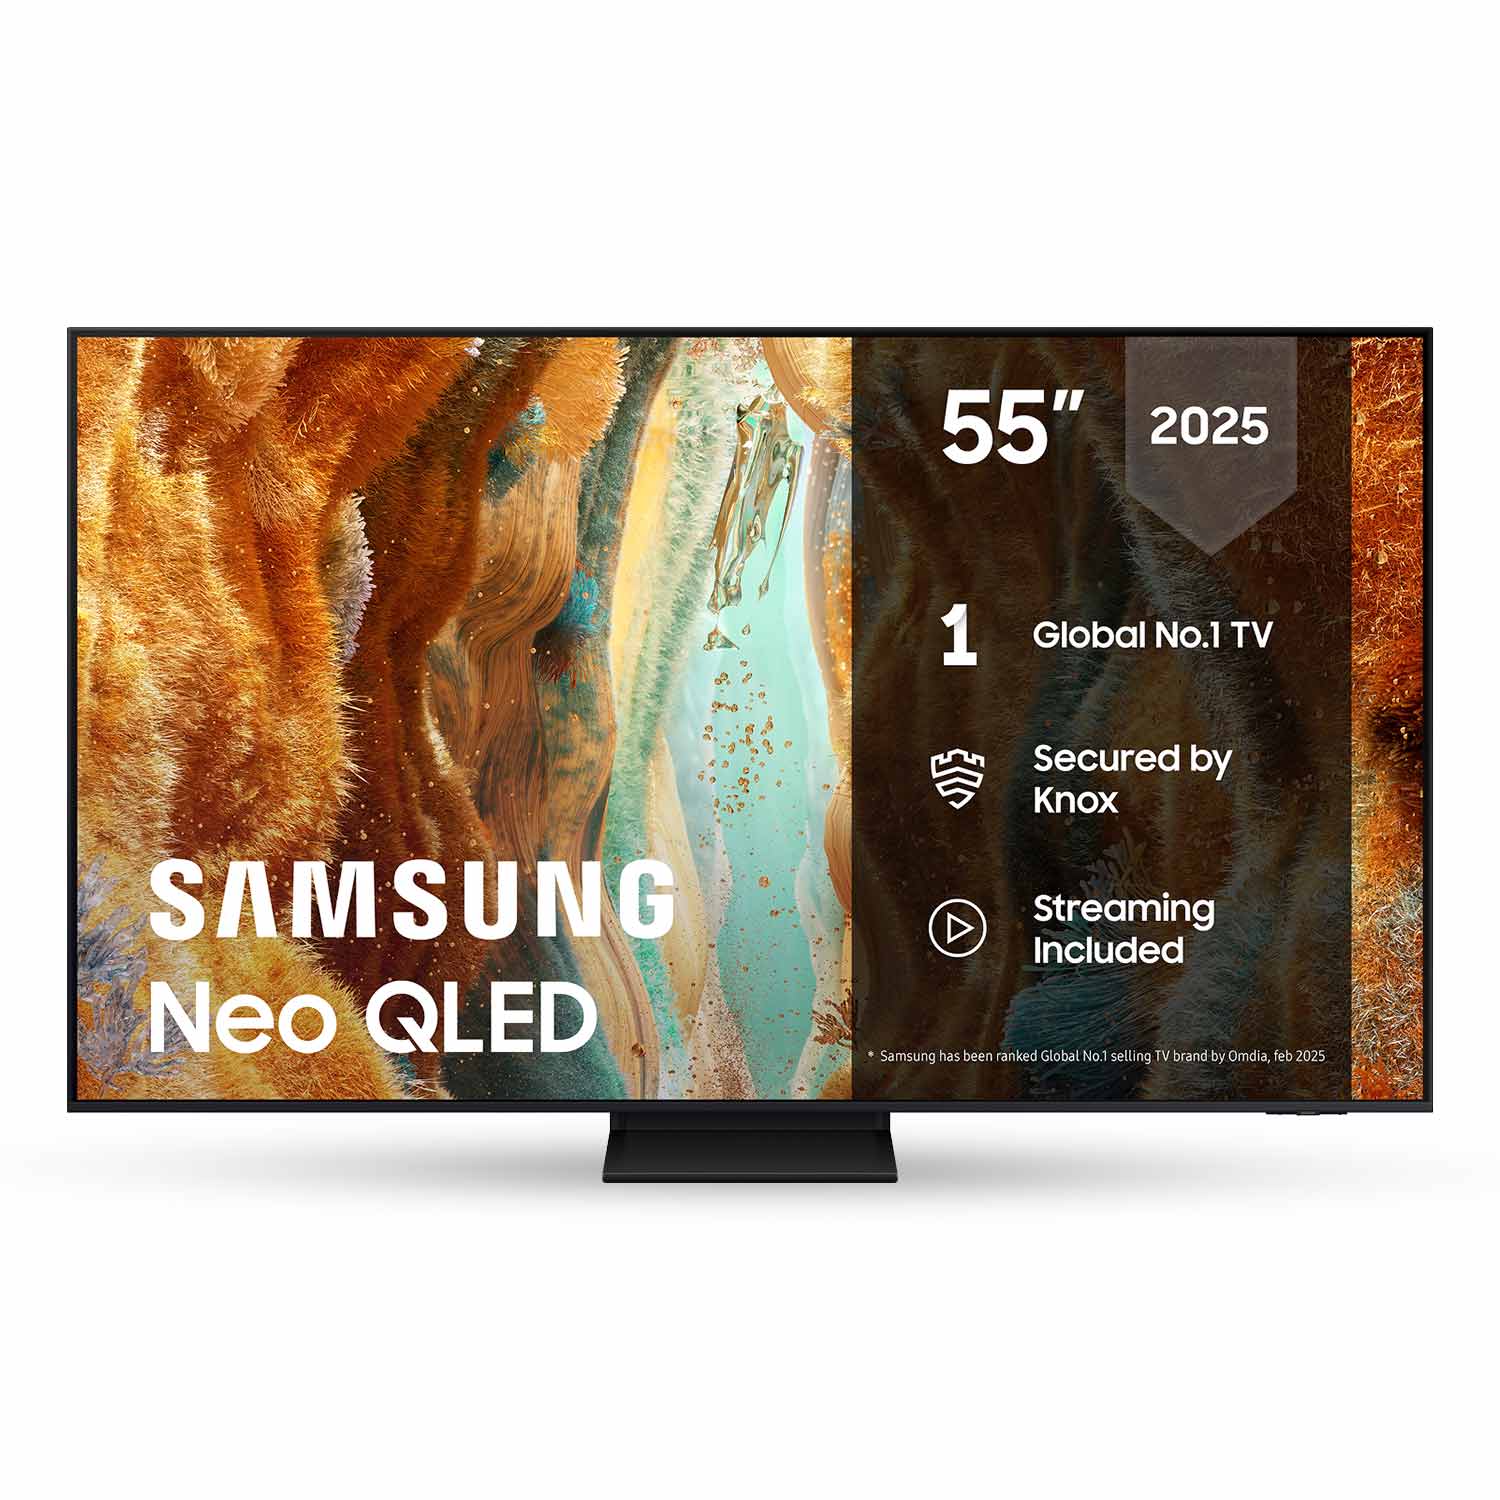 55”
2025
1
Global No.1 TV
Secured by
Knox
Streaming
Included
SAMSUNG
Neo QLED
* Samsung has been ranked Global No.1 selling TV brand by Omdia, feb 2025